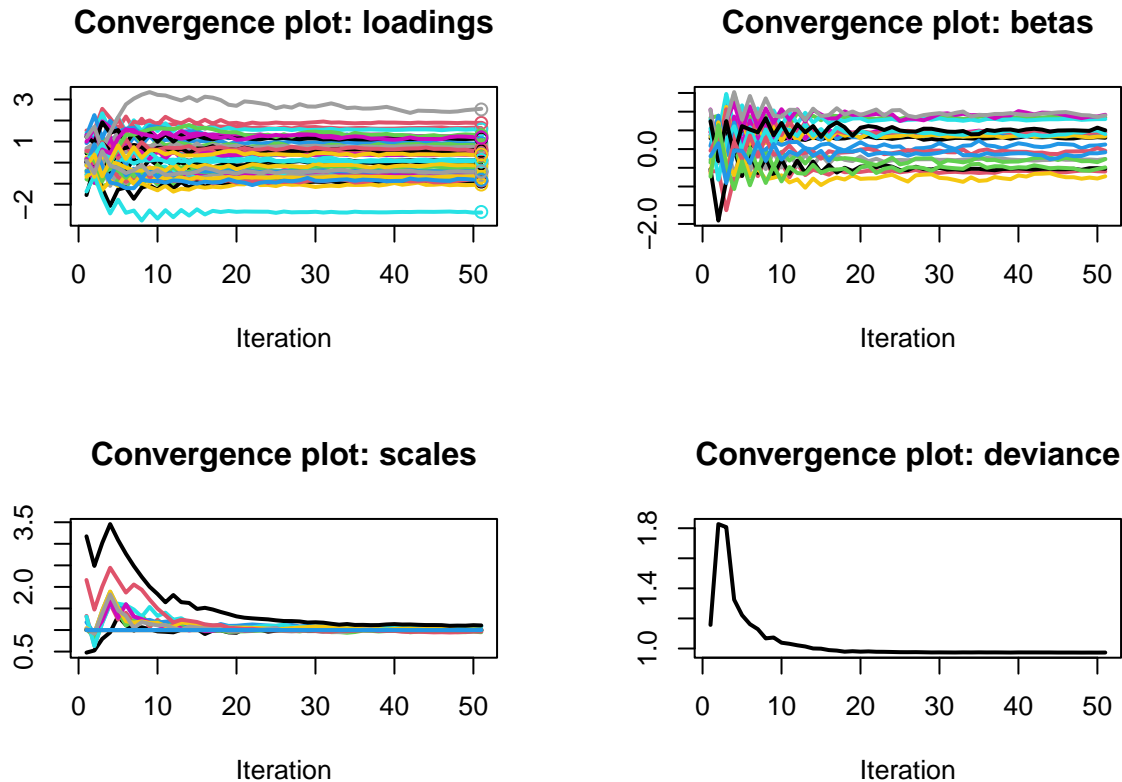 Convergence plot: loadings
3
1
−2
0 10 20 30 40 50
Iteration
Convergence plot: betas
0.0
−2.0
0 10 20 30 40 50
Iteration
Convergence plot: scales
3.5
2.0
0.5
0 10 20 30 40 50
Iteration
Convergence plot: deviance
1.8
1.4
1.0
0 10 20 30 40 50
Iteration